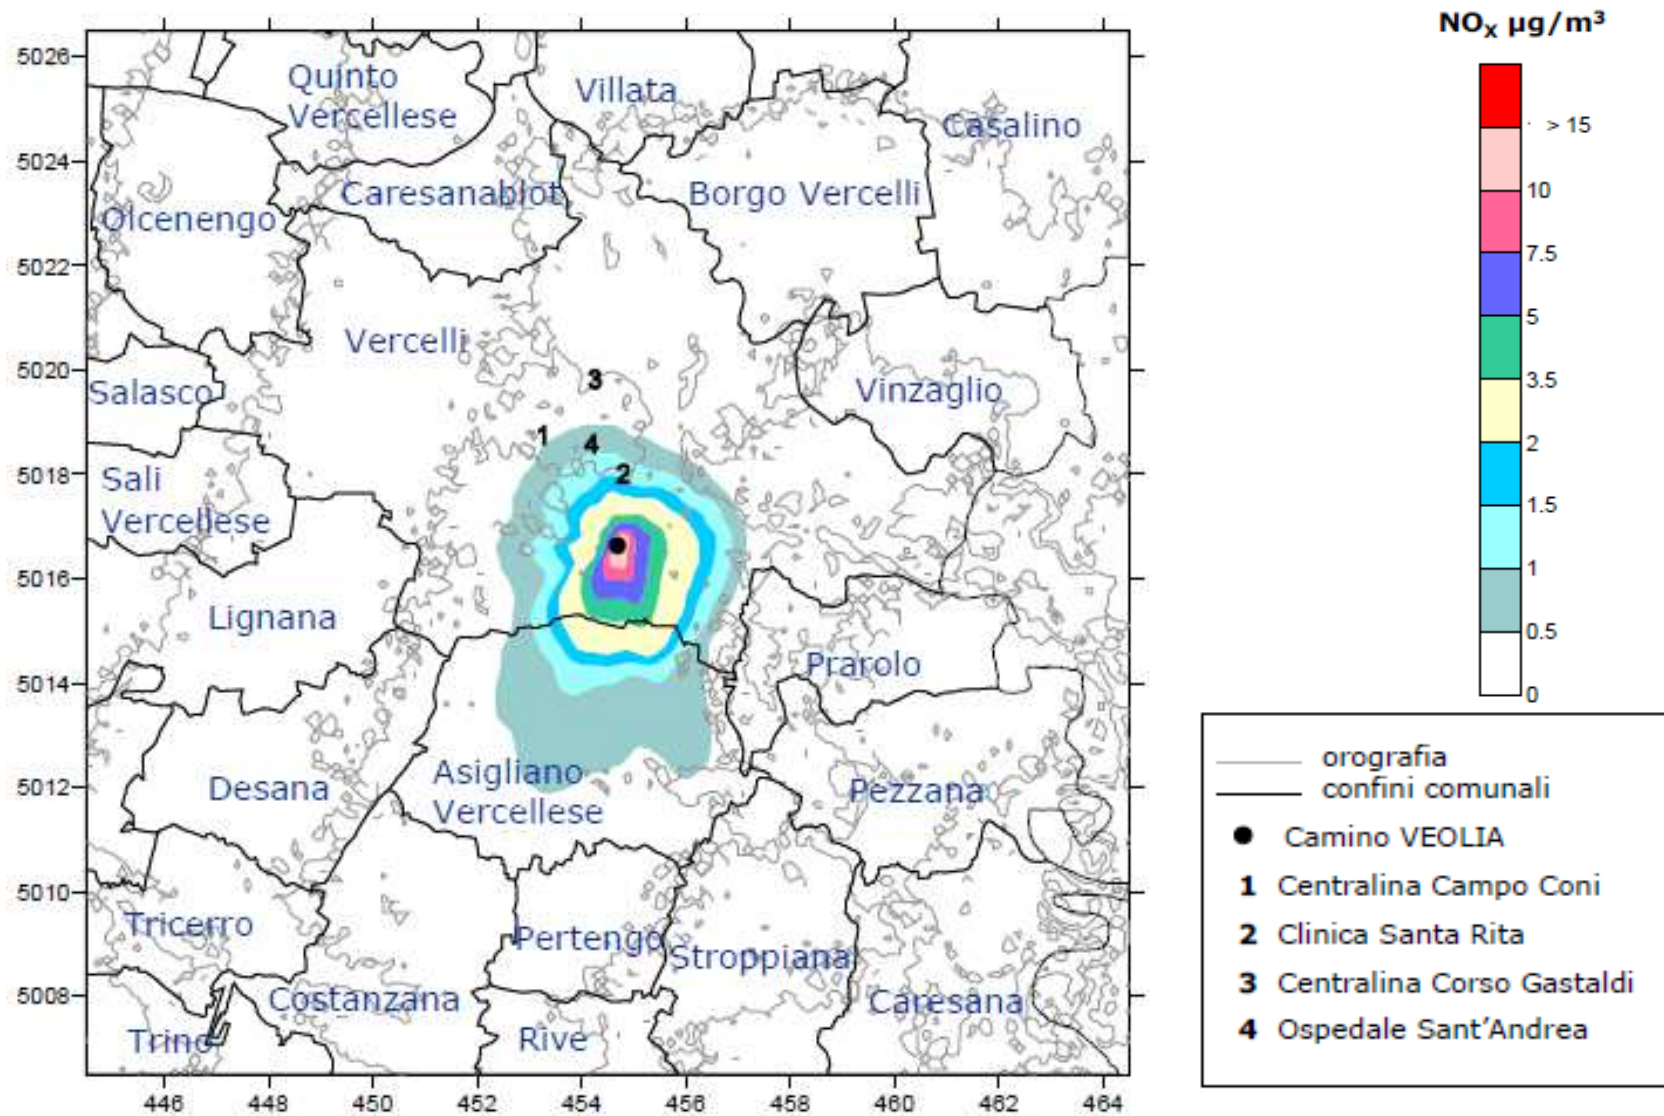 NOx µg/m³
> 15
10
7.5
5
3.5
2
1.5
1
0.5
0
5026
5024
5022
5020
5018
5016
5014
5012
5010
5008
Quinto
Vercellese
Villata
Casalino
Caresanablot
Borgo Vercelli
Olcenengo
Vercelli
Salasco
Vinzaglio
3
1
4
2
Sali
Vercellese
Lignana
Prarolo
Desana
Asigliano
Vercellese
Pezzana
Tricerro
Pertengo
Stroppiana
Costanzana
Caresana
Trino
Rive
446 448 450 452 454 456 458 460 462 464
orografia
confini comunali
Camino VEOLIA
1 Centralina Campo Coni
2 Clinica Santa Rita
3 Centralina Corso Gastaldi
4 Ospedale Sant'Andrea